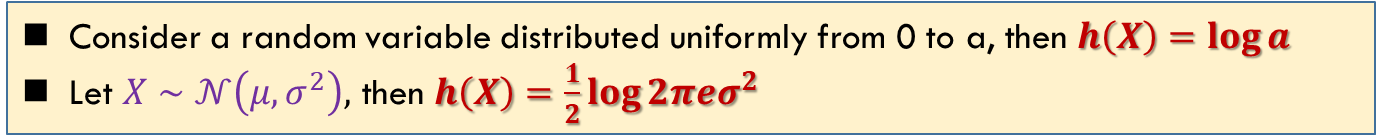 ■ Consider a random variable distributed uniformly from 0 to a, then h(X) = log a
■ Let X ~ 𝒩(μ, σ²), then h(X) = 1/2 log 2πeσ²